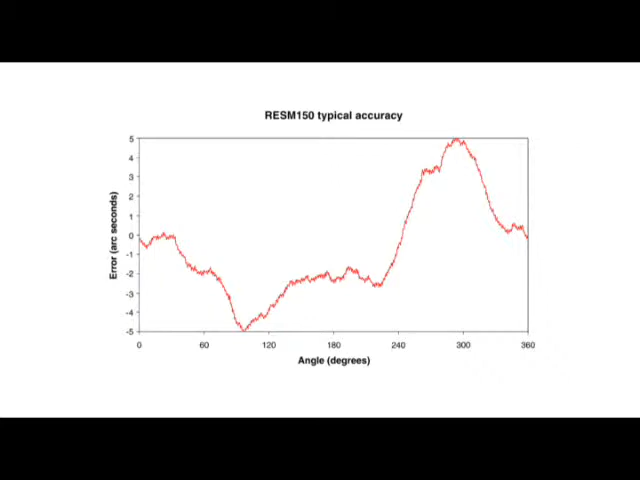 RESM150 typical accuracy
5
4
3
2
1
0
-1
-2
-3
-4
-5
Error (arc seconds)
0 60 120 180 240 300 360
Angle (degrees)